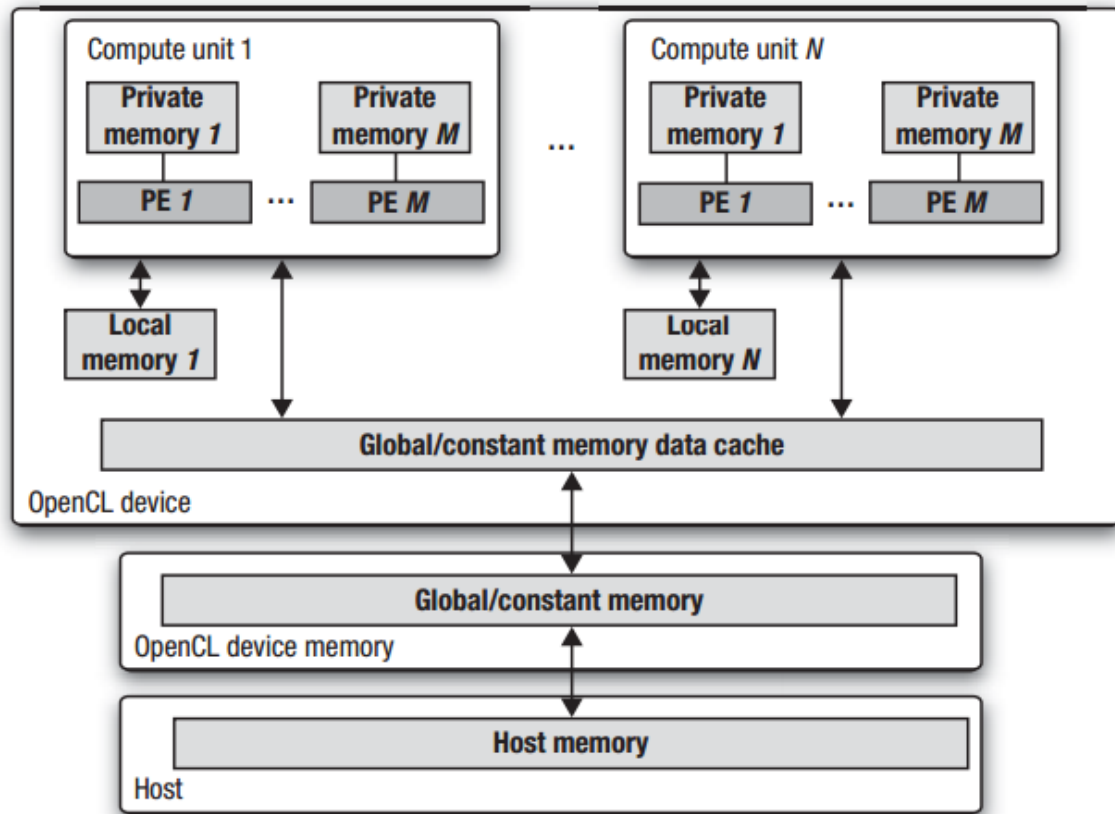 Compute unit 1
Private
memory 1
Private
memory M
PE 1
...
PE M
...
Compute unit N
Private
memory 1
Private
memory M
PE 1
...
PE M
Local
memory 1
Local
memory N
Global/constant memory data cache
OpenCL device
Global/constant memory
OpenCL device memory
Host memory
Host